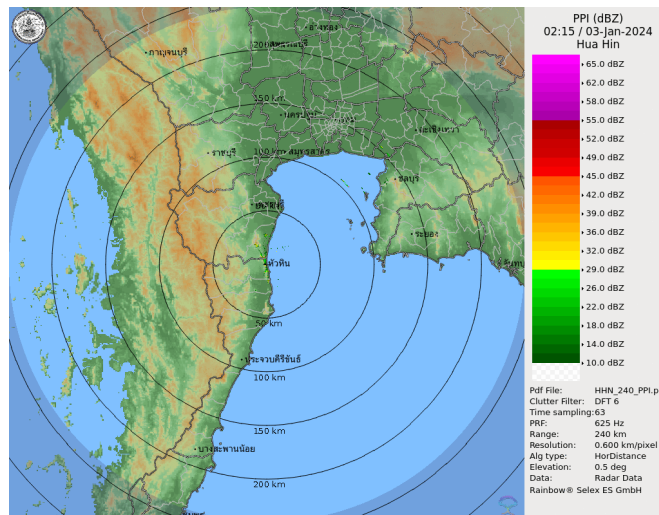 PPI (dBZ)
02:15 / 03-Jan-2024
Hua Hin
65.0 dBZ
62.0 dBZ
58.0 dBZ
55.0 dBZ
52.0 dBZ
49.0 dBZ
45.0 dBZ
42.0 dBZ
39.0 dBZ
36.0 dBZ
33.0 dBZ
29.0 dBZ
26.0 dBZ
22.0 dBZ
18.0 dBZ
14.0 dBZ
10.0 dBZ
Pdf File: HHN_240_PPI.p
Clutter Filter: DFT 6
Time sampling:63
PRF: 625 Hz
Range: 240 km
Resolution: 0.600 km/pixel
Alg type: HorDistance
Elevation: 0.5 deg
Data: Radar Data
Rainbow® Selex ES GmbH
อ่างทอง
กาญจนบุรี
150 km
ราชบุรี
100 km
สมุทรสาคร
ฉะเชิงเทรา
ชลบุรี
ระยอง
หัวหิน
50 km
ประจวบคีรีขันธ์
100 km
150 km
บางสะพานน้อย
200 km